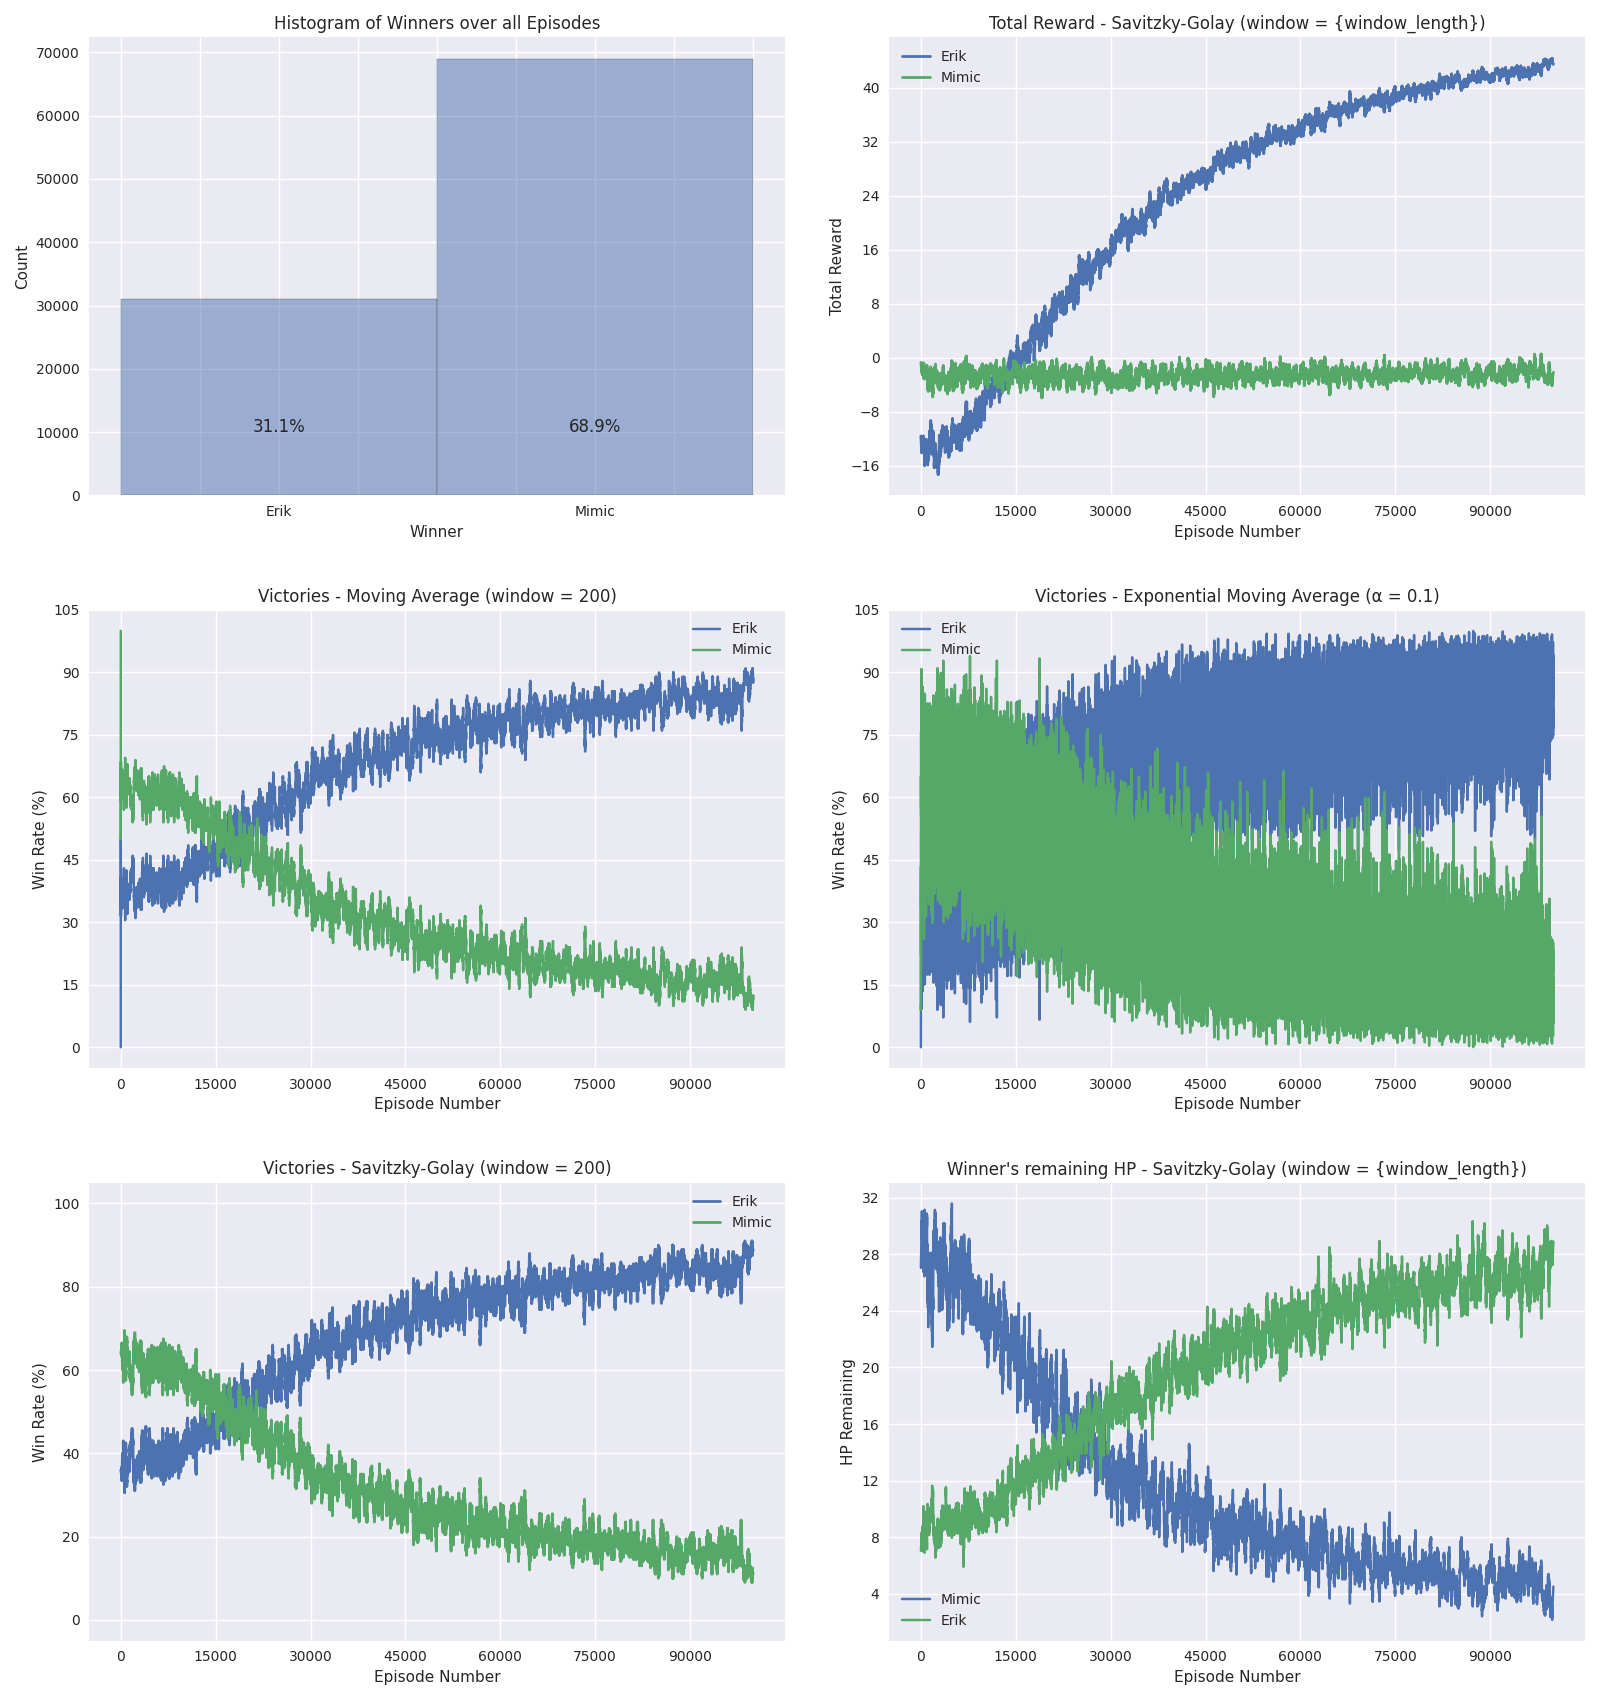 Histogram of Winners over all Episodes
70000
60000
50000
40000
30000
20000
10000
0
Count
31.1%
68.9%
Erik
Mimic
Winner
Total Reward - Savitzky-Golay (window = {window_length})
Erik
Mimic
40
32
24
16
8
0
−8
−16
Total Reward
0 15000 30000 45000 60000 75000 90000
Episode Number
Victories - Moving Average (window = 200)
Erik
Mimic
105
90
75
60
45
30
15
0
Win Rate (%)
0 15000 30000 45000 60000 75000 90000
Episode Number
Victories - Exponential Moving Average (α = 0.1)
Erik
Mimic
105
90
75
60
45
30
15
0
Win Rate (%)
0 15000 30000 45000 60000 75000 90000
Episode Number
Victories - Savitzky-Golay (window = 200)
Erik
Mimic
100
80
60
40
20
0
Win Rate (%)
0 15000 30000 45000 60000 75000 90000
Episode Number
Winner's remaining HP - Savitzky-Golay (window = {window_length})
32
28
24
20
16
12
8
4
HP Remaining
Mimic
Erik
0 15000 30000 45000 60000 75000 90000
Episode Number